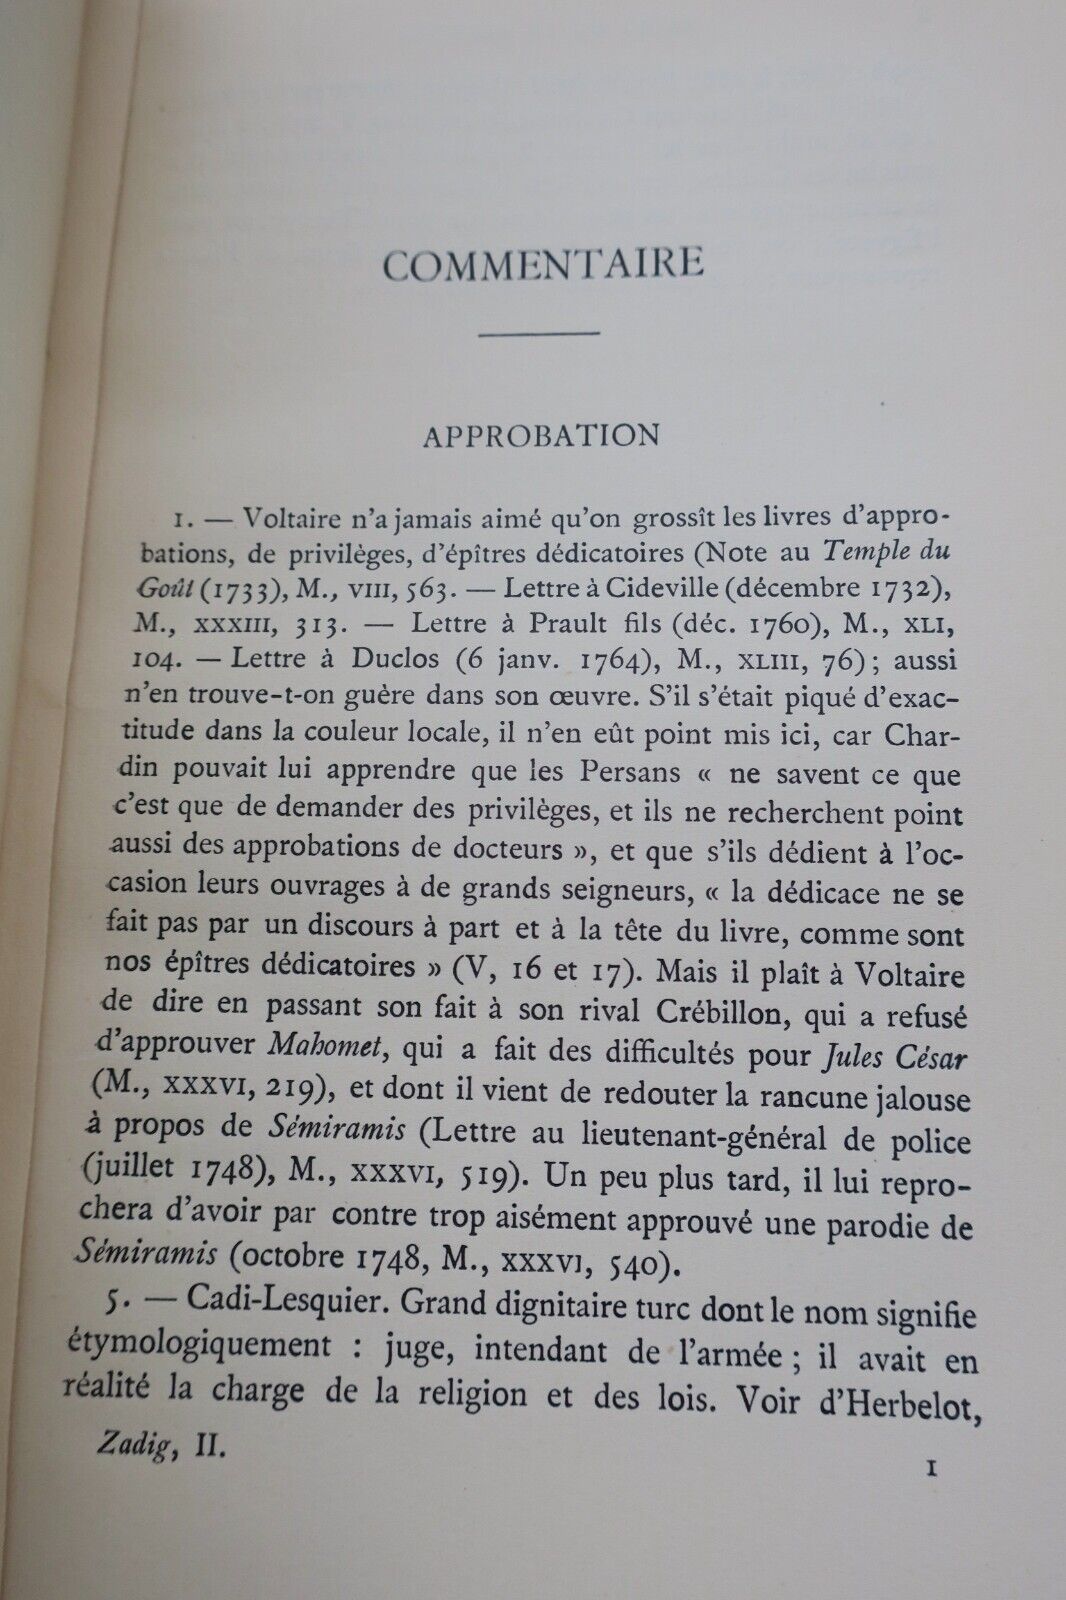 COMMENTAIRE
APPROBATION
1. — Voltaire n'a jamais aimé qu'on grossît les livres d'appro-
bations, de privilèges, d'épîtres dédicatoires (Note au Temple du
Goût (1733), M., VIII, 563. — Lettre à Cideville (décembre 1732),
M., XXXIII, 313. — Lettre à Prault fils (déc. 1760), M., XLI,
104. — Lettre à Duclos (6 janv. 1764), M., XLIII, 76) ; aussi
n'en trouve-t-on guère dans son œuvre. S'il s'était piqué d'exac-
titude dans la couleur locale, il n'en eût point mis ici, car Char-
din pouvait lui apprendre que les Persans « ne savent ce que
c'est que de demander des privilèges, et ils ne recherchent point
aussi des approbations de docteurs », et que s'ils dédient à l'oc-
casion leurs ouvrages à de grands seigneurs, « la dédicace ne se
fait pas par un discours à part et à la tête du livre, comme sont
nos épîtres dédicatoires » (V, 16 et 17). Mais il plaît à Voltaire
de dire en passant son fait à son rival Crébillon, qui a refusé
d'approuver Mahomet, qui a fait des difficultés pour Jules César
(M., XXXVI, 219), et dont il vient de redouter la rancune jalouse
à propos de Sémiramis (Lettre au lieutenant-général de police
(juillet 1748), M., XXXVI, 519). Un peu plus tard, il lui repro-
chera d'avoir par contre trop aisément approuvé une parodie de
Sémiramis (octobre 1748, M., XXXVI, 540).
5. — Cadi-Lesquier. Grand dignitaire turc dont le nom signifie
étymologiquement : juge, intendant de l'armée ; il avait en
réalité la charge de la religion et des lois. Voir d'Herbelot,
Zadig, II.
1